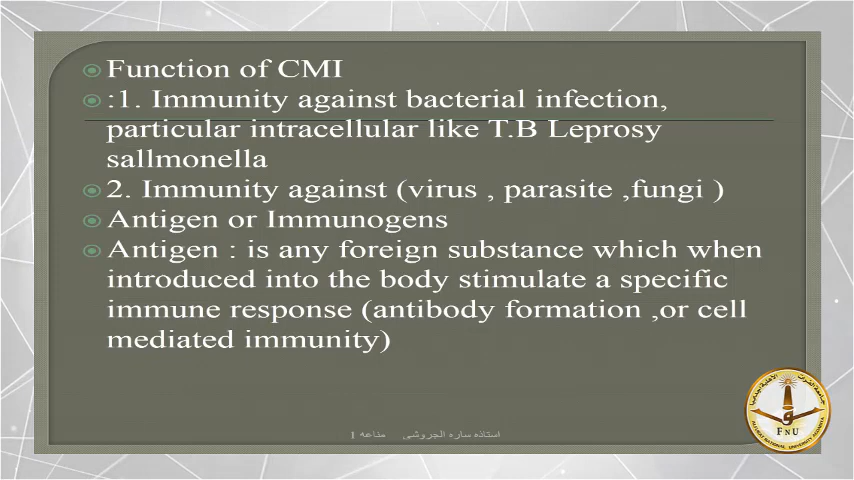 Function of CMI
:1. Immunity against bacterial infection,
particular intracellular like T.B Leprosy
sallmonella
2. Immunity against (virus , parasite ,fungi )
Antigen or Immunogens
Antigen : is any foreign substance which when
introduced into the body stimulate a specific
immune response (antibody formation ,or cell
mediated immunity)
استاذه ساره الجروشي مناعه 1
FNU